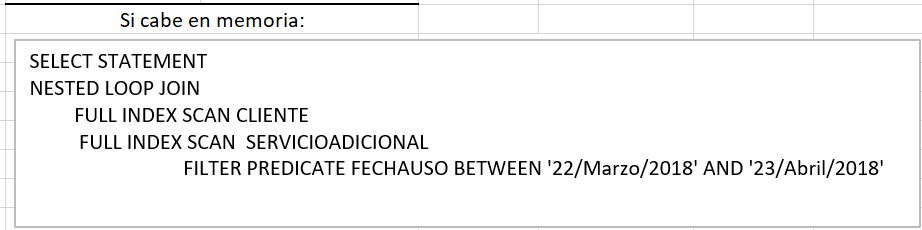 Si cabe en memoria:
SELECT STATEMENT
NESTED LOOP JOIN
FULL INDEX SCAN CLIENTE
FULL INDEX SCAN SERVICIOADICIONAL
FILTER PREDICATE FECHAUSO BETWEEN '22/Marzo/2018' AND '23/Abril/2018'